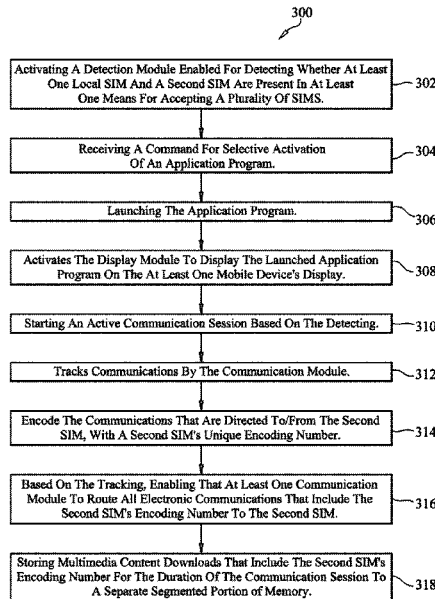 300
Activating A Detection Module Enabled For Detecting Whether At Least
One Local SIM And A Second SIM Are Present In At Least
One Means For Accepting A Plurality Of SIMS.
302
Receiving A Command For Selective Activation
Of An Application Program.
304
Launching The Application Program.
306
Activates The Display Module To Display The Launched Application
Program On The At Least One Mobile Device's Display.
308
Starting An Active Communication Session Based On The Detecting.
310
Tracks Communications By The Communication Module.
312
Encode The Communications That Are Directed To/From The Second
SIM, With A Second SIM's Unique Encoding Number.
314
Based On The Tracking, Enabling That At Least One Communication
Module To Route All Electronic Communications That Include The
Second SIM's Encoding Number To The Second SIM.
316
Storing Multimedia Content Downloads That Include The Second SIM's
Encoding Number For The Duration Of The Communication Session To
A Separate Segmented Portion of Memory.
318